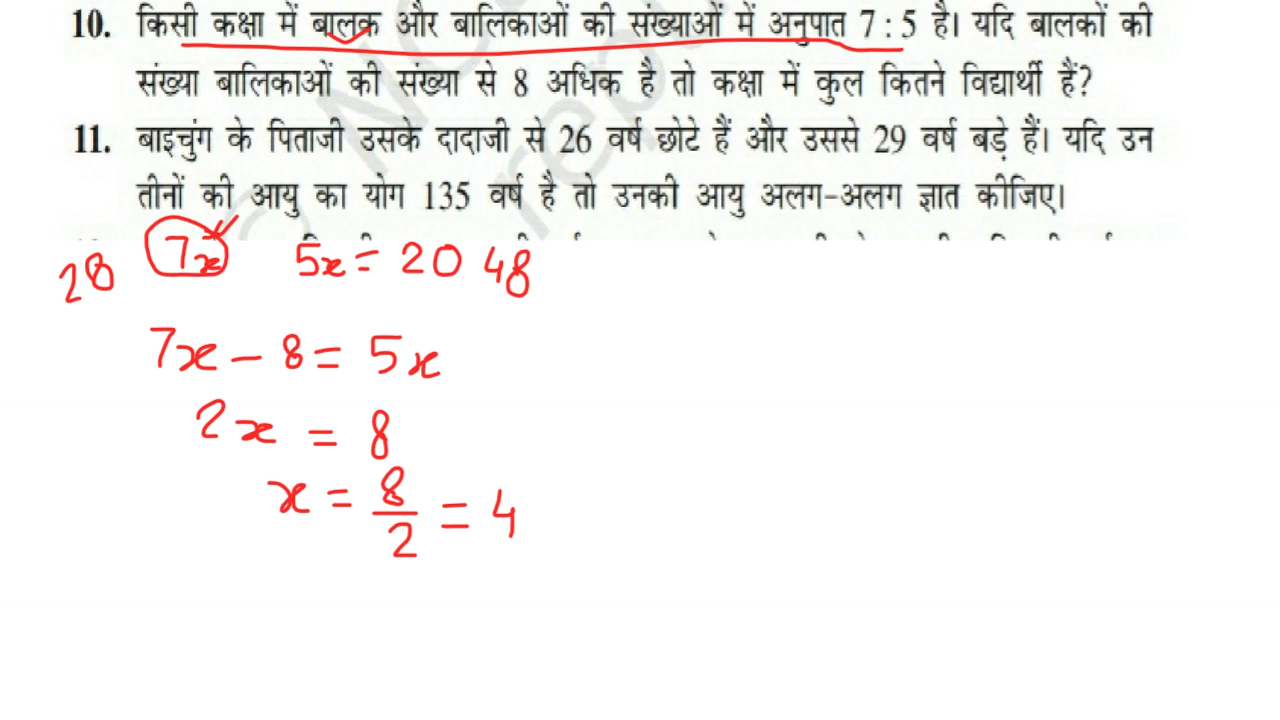 10. किसी कक्षा में बालक और बालिकाओं की संख्याओं में अनुपात 7 : 5 है। यदि बालकों की
संख्या बालिकाओं की संख्या से 8 अधिक है तो कक्षा में कुल कितने विद्यार्थी हैं?
11. बाइचुंग के पिताजी उसके दादाजी से 26 वर्ष छोटे हैं और उससे 29 वर्ष बड़े हैं। यदि उन
तीनों की आयु का योग 135 वर्ष है तो उनकी आयु अलग-अलग ज्ञात कीजिए।
28 7x 5x = 20 48
7x - 8 = 5x
2x = 8
x = 8/2 = 4